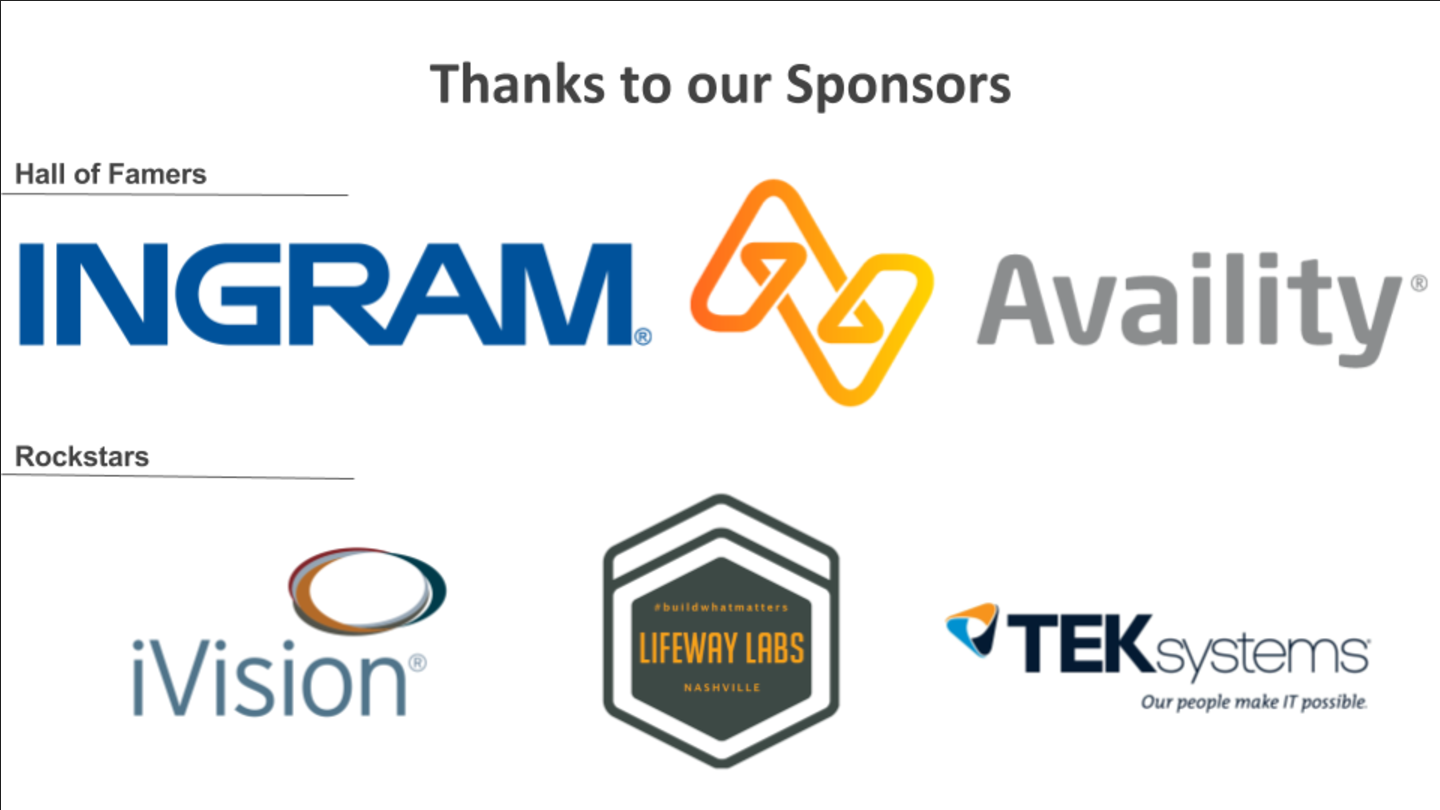 Thanks to our Sponsors
Hall of Famers
INGRAM®
Availity®
Rockstars
iVision®
#buildwhatmatters
LIFEWAY LABS
NASHVILLE
TEKsystems®
Our people make IT possible.